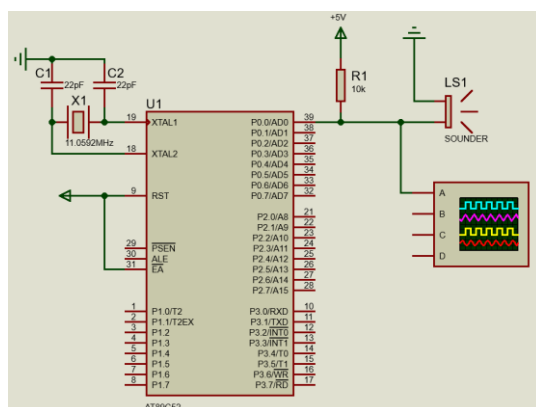 +5V
C1
22pF
C2
22pF
X1
11.0592MHz
R1
10k
LS1
SOUNDER
U1
19 XTAL1
18 XTAL2
9 RST
29 PSEN
30 ALE
31 EA
1 P1.0/T2
2 P1.1/T2EX
3 P1.2
4 P1.3
5 P1.4
6 P1.5
7 P1.6
8 P1.7
P0.0/AD0 39
P0.1/AD1 38
P0.2/AD2 37
P0.3/AD3 36
P0.4/AD4 35
P0.5/AD5 34
P0.6/AD6 33
P0.7/AD7 32
P2.0/A8 21
P2.1/A9 22
P2.2/A10 23
P2.3/A11 24
P2.4/A12 25
P2.5/A13 26
P2.6/A14 27
P2.7/A15 28
P3.0/RXD 10
P3.1/TXD 11
P3.2/INT0 12
P3.3/INT1 13
P3.4/T0 14
P3.5/T1 15
P3.6/WR 16
P3.7/RD 17
AT89C52
A
B
C
D